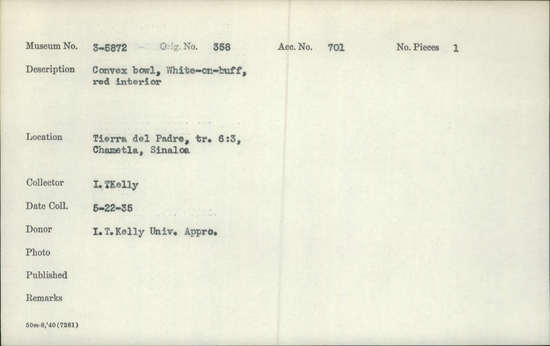 Museum No. 3-5872 Orig. No. 358 Acc. No. 701 No. Pieces 1
Description Convex bowl, White-on-buff,
red interior
Location Tierra del Padre, tr. 6:3,
Chametla, Sinaloa
Collector I.TKelly
Date Coll. 5-22-35
Donor I.T.Kelly Univ. Appro.
Photo
Published
Remarks
50m-8,'40(7261)